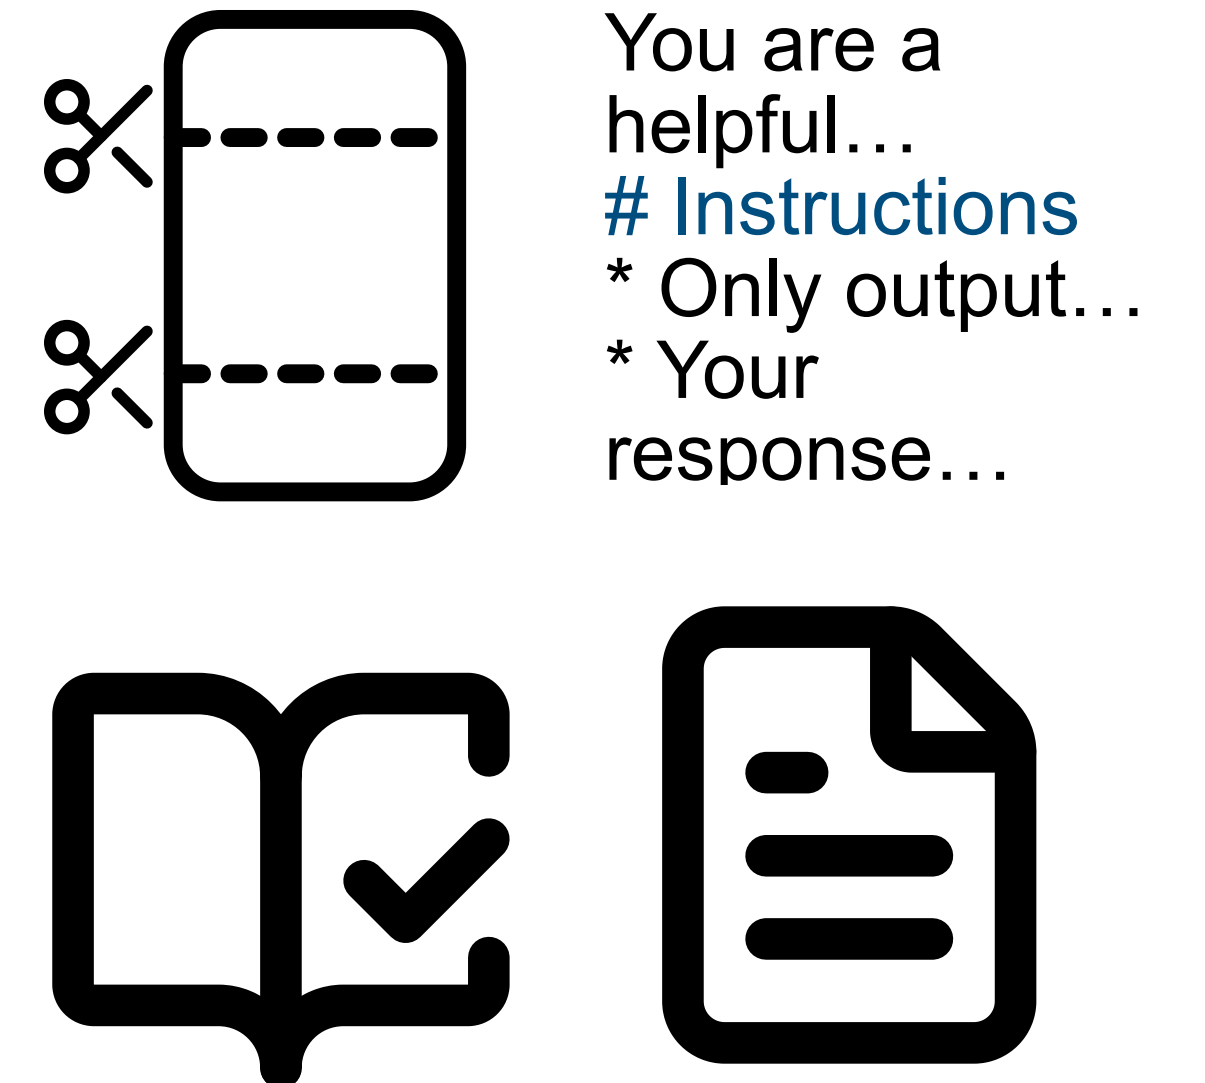 You are a
helpful…
# Instructions
* Only output…
* Your
response…